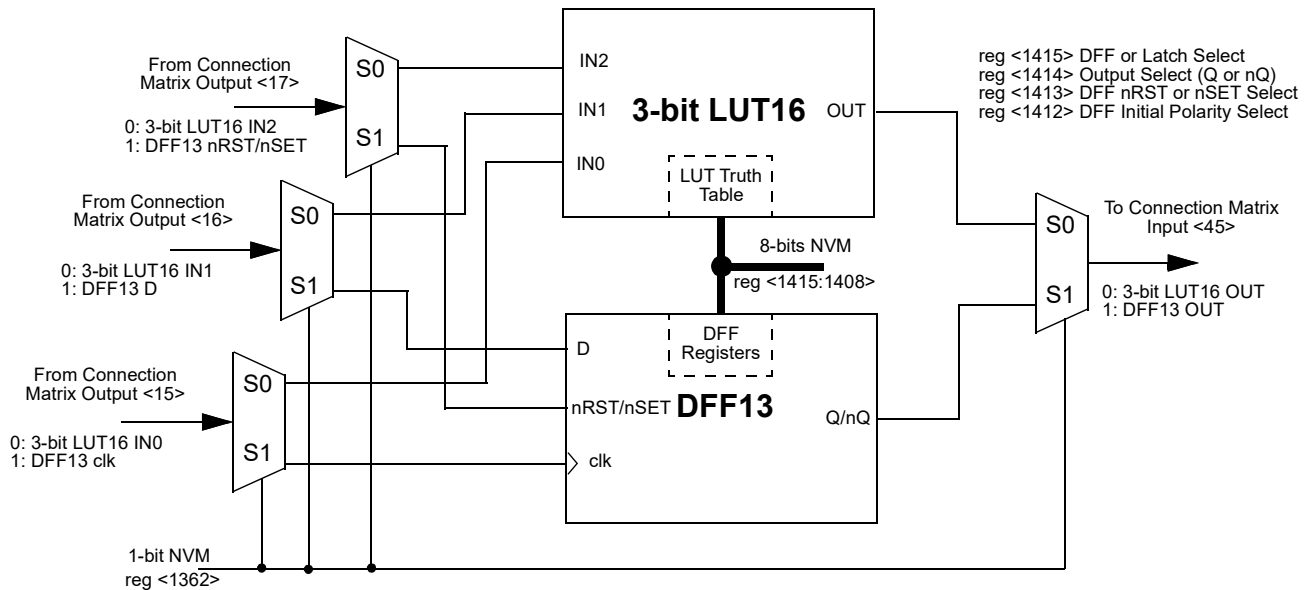 From Connection
Matrix Output <17>
0: 3-bit LUT16 IN2
1: DFF13 nRST/nSET
S0
S1
From Connection
Matrix Output <16>
0: 3-bit LUT16 IN1
1: DFF13 D
S0
S1
From Connection
Matrix Output <15>
0: 3-bit LUT16 IN0
1: DFF13 clk
S0
S1
1-bit NVM
reg <1362>
IN2
IN1
IN0
3-bit LUT16
OUT
LUT Truth
Table
8-bits NVM
reg <1415:1408>
DFF
Registers
D
nRST/nSET
DFF13
clk
Q/nQ
reg <1415> DFF or Latch Select
reg <1414> Output Select (Q or nQ)
reg <1413> DFF nRST or nSET Select
reg <1412> DFF Initial Polarity Select
S0
S1
To Connection Matrix
Input <45>
0: 3-bit LUT16 OUT
1: DFF13 OUT